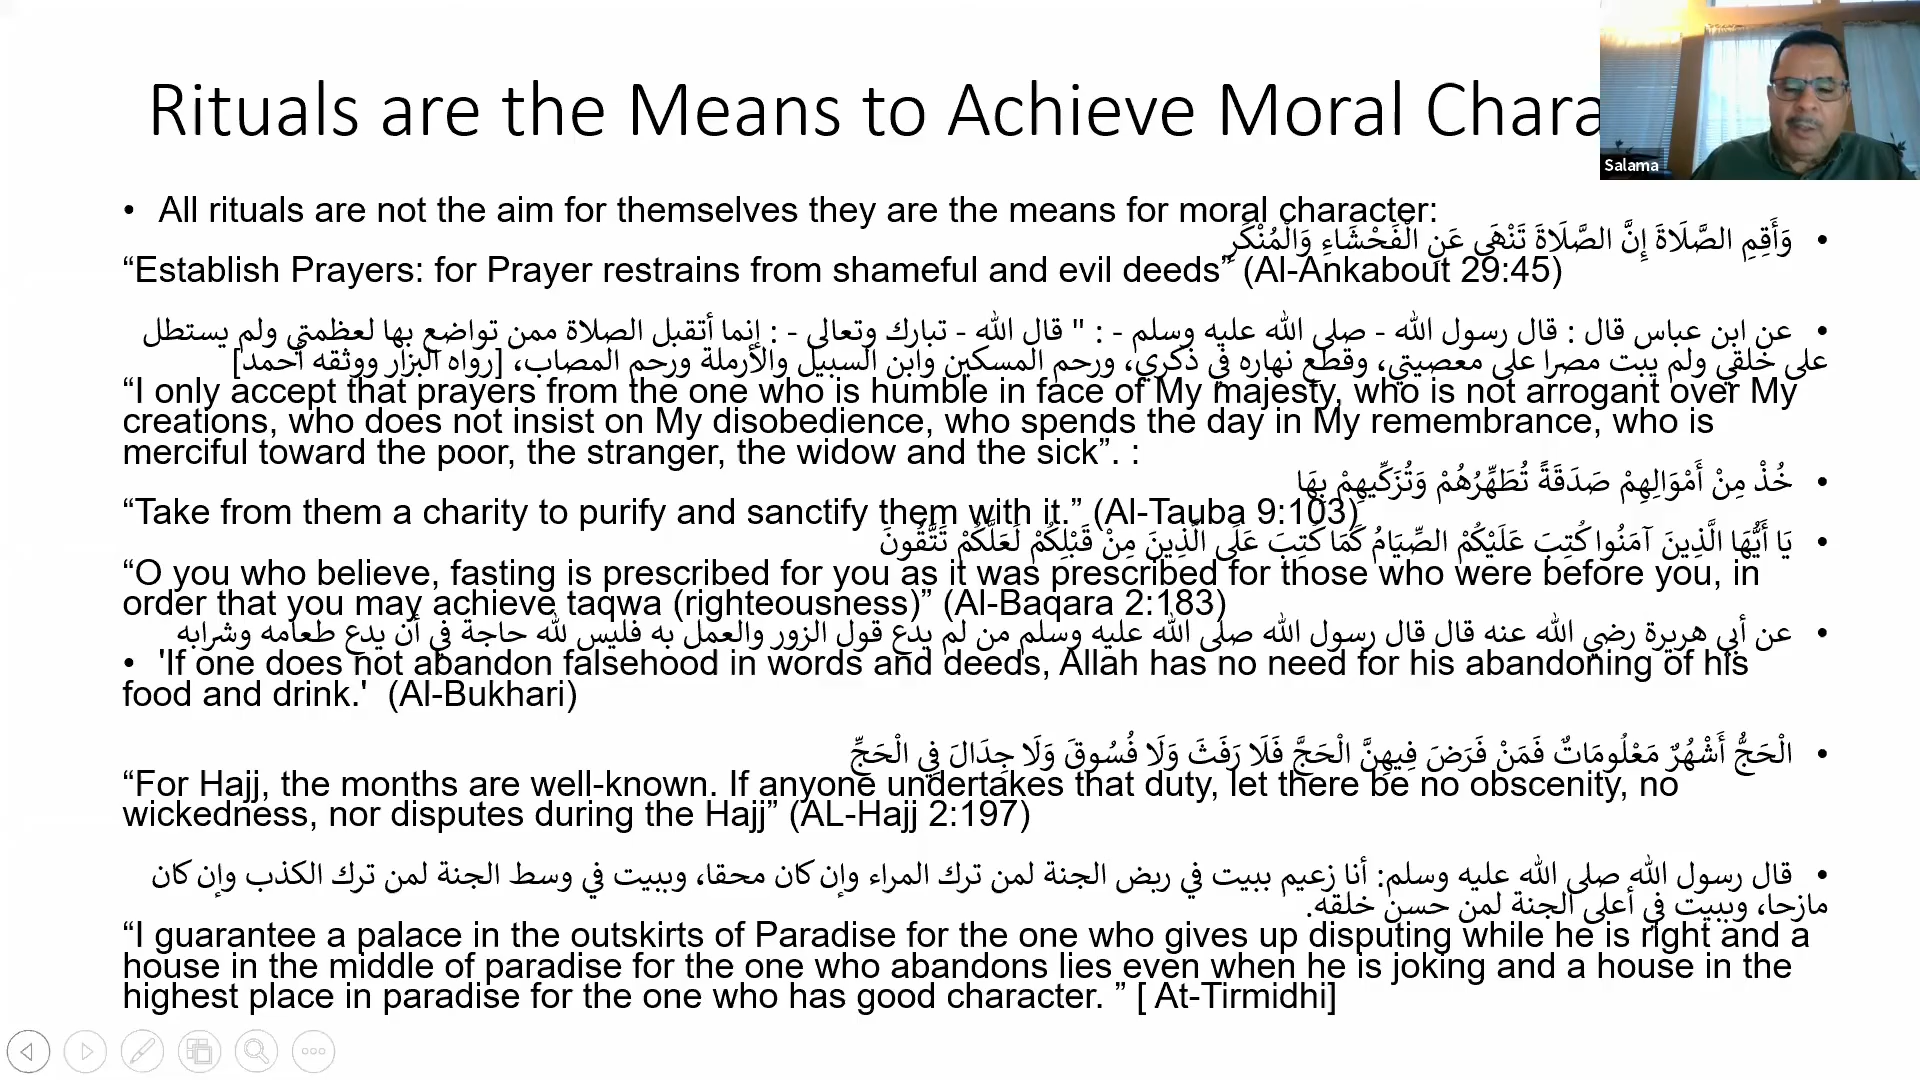 Rituals are the Means to Achieve Moral Chara
Salama
• All rituals are not the aim for themselves they are the means for moral character:
• وَأَقِمِ الصَّلَاةَ إِنَّ الصَّلَاةَ تَنْهَى عَنِ الْفَحْشَاءِ وَالْمُنْكَرِ
“Establish Prayers: for Prayer restrains from shameful and evil deeds” (Al-Ankabout 29:45)
• عن ابن عباس قال : قال رسول الله - صلى الله عليه وسلم - : " قال الله - تبارك وتعالى - : إنما أتقبل الصلاة ممن تواضع بها لعظمتي ولم يستطل
على خلقي ولم يبت مصرا على معصيتي، وقطع نهاره في ذكري، ورحم المسكين وابن السبيل والأرملة ورحم المصاب، [رواه البزار ووثقه أحمد]
“I only accept that prayers from the one who is humble in face of My majesty, who is not arrogant over My
creations, who does not insist on My disobedience, who spends the day in My remembrance, who is
merciful toward the poor, the stranger, the widow and the sick”. :
• خُذْ مِنْ أَمْوَالِهِمْ صَدَقَةً تُطَهِّرُهُمْ وَتُزَكِّيهِمْ بِهَا
“Take from them a charity to purify and sanctify them with it.” (Al-Tauba 9:103)
• يَا أَيُّهَا الَّذِينَ آمَنُوا كُتِبَ عَلَيْكُمْ الصِّيَامُ كَمَا كُتِبَ عَلَى الَّذِينَ مِنْ قَبْلِكُمْ لَعَلَّكُمْ تَتَّقُونَ
“O you who believe, fasting is prescribed for you as it was prescribed for those who were before you, in
order that you may achieve taqwa (righteousness)” (Al-Baqara 2:183)
• عن أبي هريرة رضي الله عنه قال قال رسول الله صلى الله عليه وسلم من لم يدع قول الزور والعمل به فليس لله حاجة في أن يدع طعامه وشرابه
• 'If one does not abandon falsehood in words and deeds, Allah has no need for his abandoning of his
food and drink.' (Al-Bukhari)
• الْحَجُّ أَشْهُرٌ مَعْلُومَاتٌ فَمَنْ فَرَضَ فِيهِنَّ الْحَجَّ فَلَا رَفَثَ وَلَا فُسُوقَ وَلَا جِدَالَ فِي الْحَجِّ
“For Hajj, the months are well-known. If anyone undertakes that duty, let there be no obscenity, no
wickedness, nor disputes during the Hajj” (AL-Hajj 2:197)
• قال رسول الله صلى الله عليه وسلم: أنا زعيم ببيت في ربض الجنة لمن ترك المراء وإن كان محقا، وببيت في وسط الجنة لمن ترك الكذب وإن كان
مازحا، وببيت في أعلى الجنة لمن حسن خلقه.
“I guarantee a palace in the outskirts of Paradise for the one who gives up disputing while he is right and a
house in the middle of paradise for the one who abandons lies even when he is joking and a house in the
highest place in paradise for the one who has good character. ” [ At-Tirmidhi]